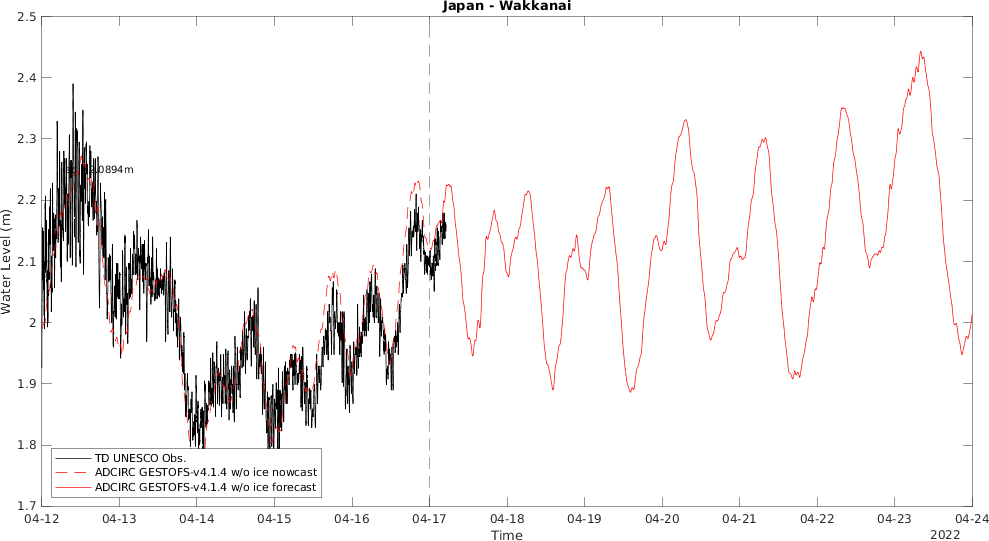 Japan - Wakkanai
2.5
2.4
2.3
2.2
2.1
2
1.9
1.8
1.7
Water Level (m)
.0894m
TD UNESCO Obs.
ADCIRC GESTOFS-v4.1.4 w/o ice nowcast
ADCIRC GESTOFS-v4.1.4 w/o ice forecast
04-12 04-13 04-14 04-15 04-16 04-17 04-18 04-19 04-20 04-21 04-22 04-23 04-24
Time
2022